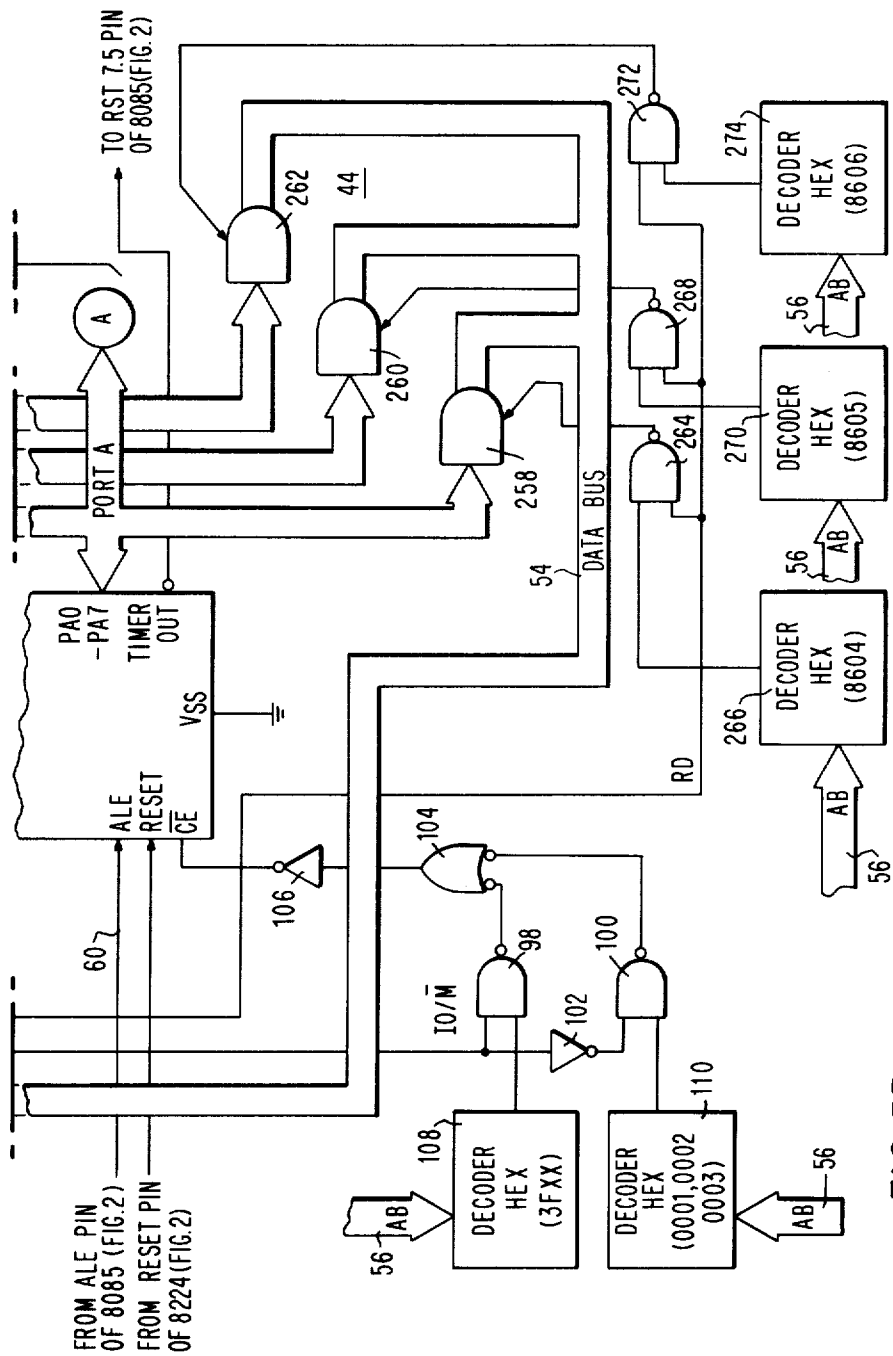 TO RST 7.5 PIN
OF 8085(FIG.2)
A
PORT A
PA0
-PA7
TIMER
OUT
VSS
ALE
RESET
CE
FROM ALE PIN
OF 8085 (FIG.2)
FROM RESET PIN
OF 8224(FIG.2)
60
262
44
260
258
54
DATA BUS
272
268
264
RD
106
104
IO/M̅
98
102
100
108
DECODER
HEX
(3FXX)
56
AB
110
DECODER
HEX
(0001,0002
0003)
AB
56
266
DECODER
HEX
(8604)
AB
56
270
DECODER
HEX
(8605)
56
AB
274
DECODER
HEX
(8606)
56
AB